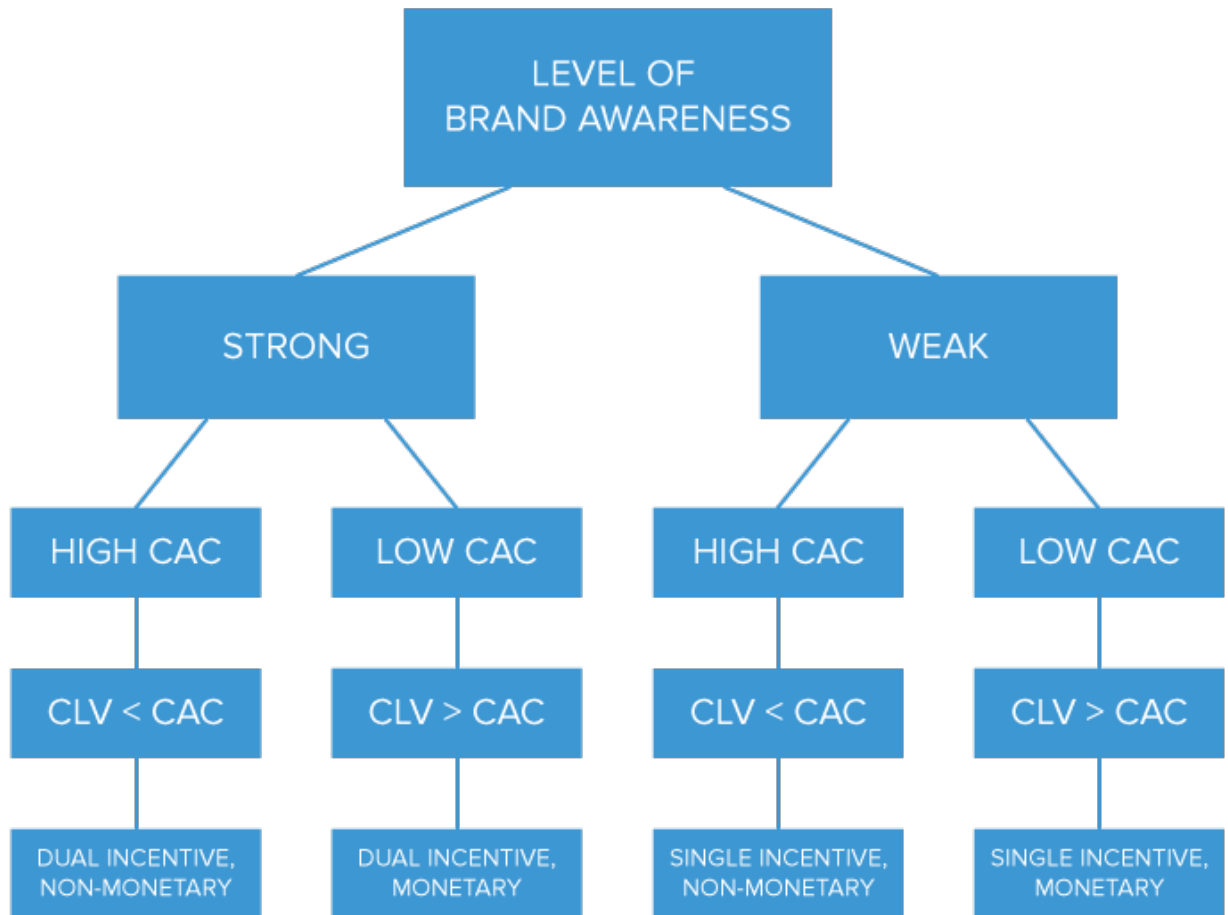 LEVEL OF
BRAND AWARENESS
STRONG
WEAK
HIGH CAC
LOW CAC
HIGH CAC
LOW CAC
CLV < CAC
CLV > CAC
CLV < CAC
CLV > CAC
DUAL INCENTIVE,
NON-MONETARY
DUAL INCENTIVE,
MONETARY
SINGLE INCENTIVE,
NON-MONETARY
SINGLE INCENTIVE,
MONETARY